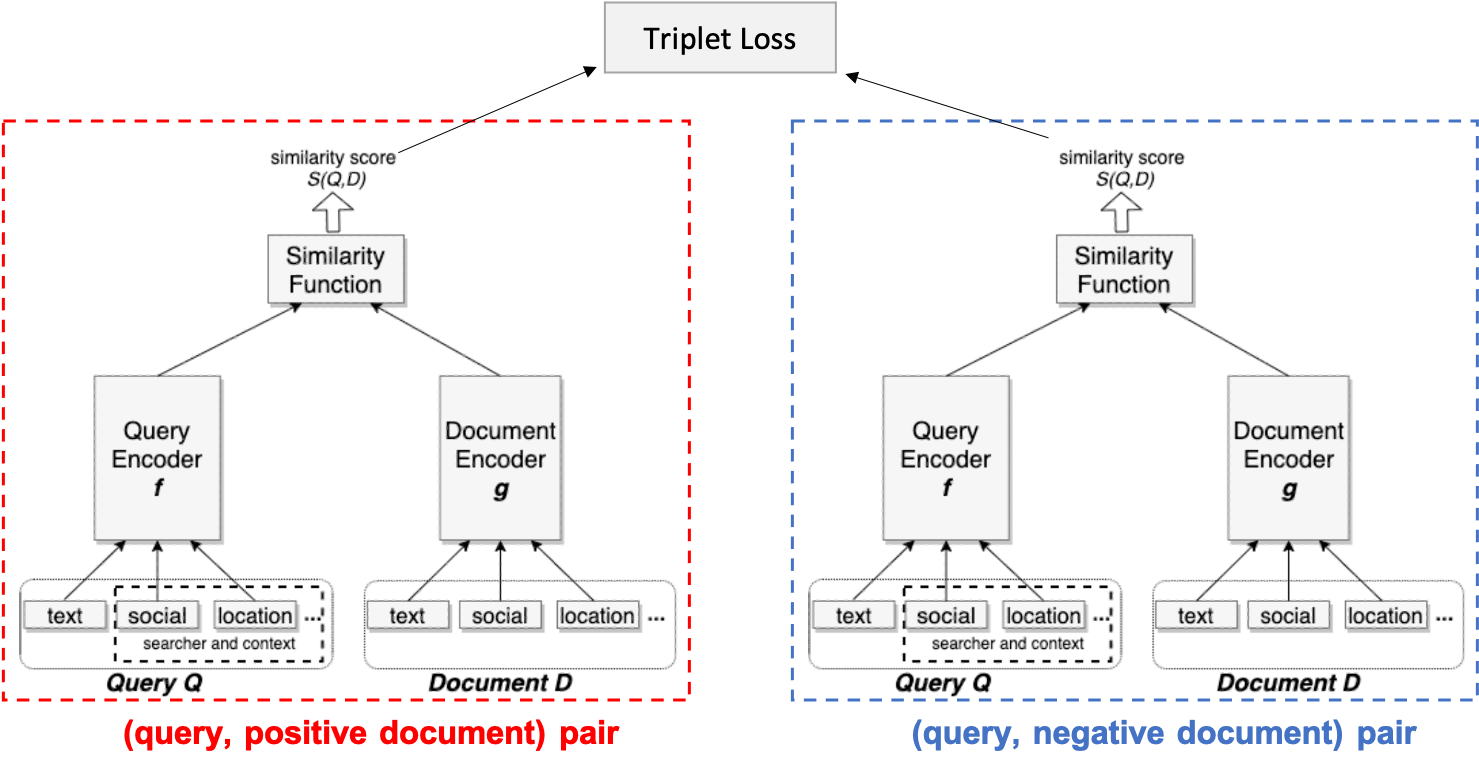 Triplet Loss
similarity score
S(Q,D)
Similarity
Function
Query
Encoder
f
Document
Encoder
g
text
social
location
...
searcher and context
Query Q
text
social
location
...
Document D
(query, positive document) pair
similarity score
S(Q,D)
Similarity
Function
Query
Encoder
f
Document
Encoder
g
text
social
location
...
searcher and context
Query Q
text
social
location
...
Document D
(query, negative document) pair